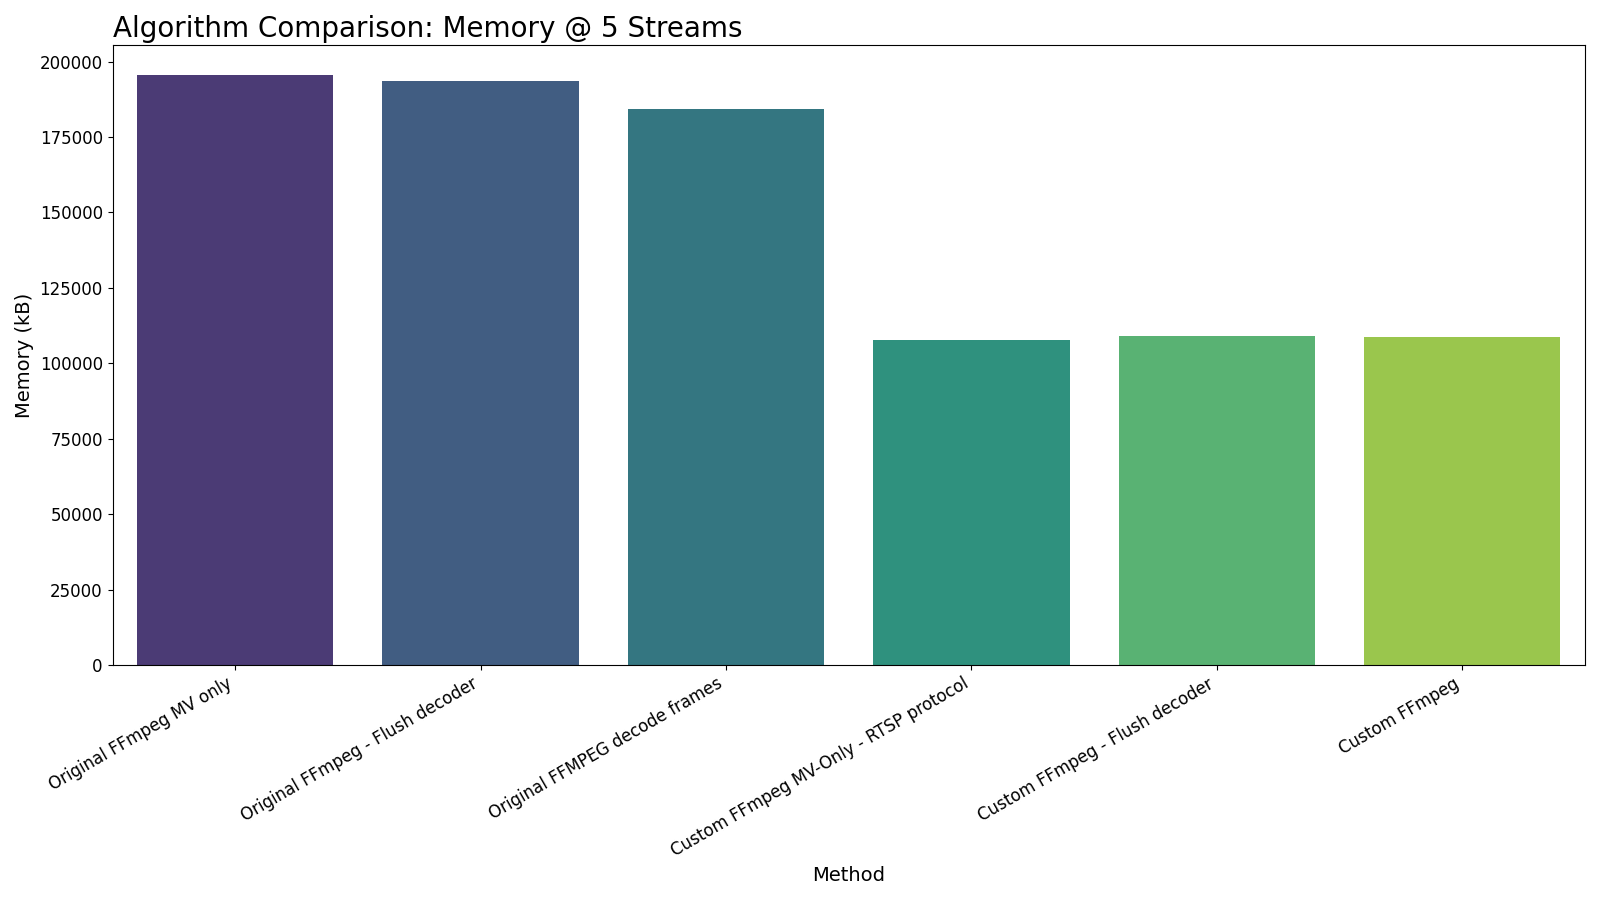 Algorithm Comparison: Memory @ 5 Streams
200000
175000
150000
125000
100000
75000
50000
25000
0
Memory (kB)
Original FFmpeg MV only
Original FFmpeg - Flush decoder
Original FFMPEG decode frames
Custom FFmpeg MV-Only - RTSP protocol
Custom FFmpeg - Flush decoder
Custom FFmpeg
Method